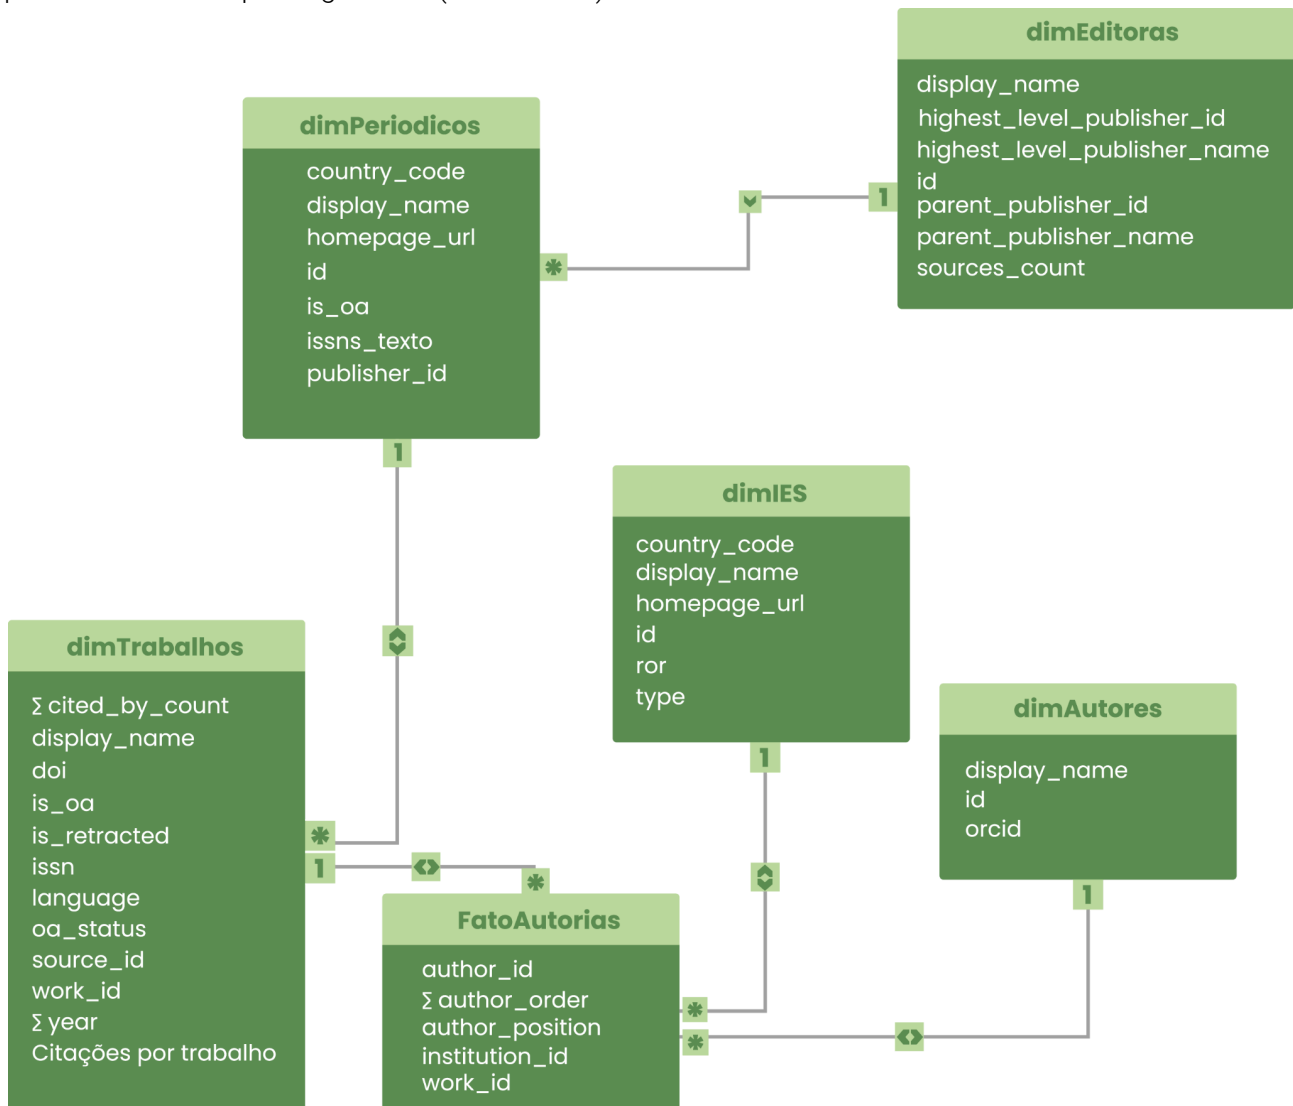 dimEditoras
display_name
highest_level_publisher_id
highest_level_publisher_name
id
parent_publisher_id
parent_publisher_name
sources_count
1
dimPeriodicos
country_code
display_name
homepage_url
id
is_oa
issns_texto
publisher_id
*
1
dimIES
country_code
display_name
homepage_url
id
ror
type
1
dimTrabalhos
Σ cited_by_count
display_name
doi
is_oa
is_retracted
issn
language
oa_status
source_id
work_id
Σ year
Citações por trabalho
*
1
dimAutores
display_name
id
orcid
1
*
FatoAutorias
author_id
Σ author_order
author_position
institution_id
work_id
*
*